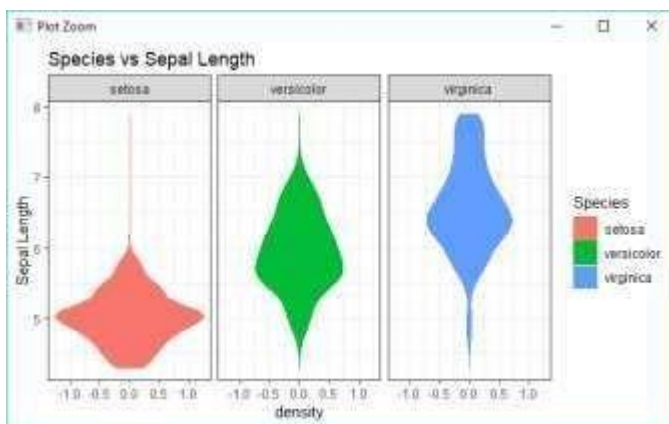 Plot Zoom
Species vs Sepal Length
setosa
versicolor
virginica
8
7
6
5
Sepal Length
-1.0 -0.5 0.0 0.5 1.0
-1.0 -0.5 0.0 0.5 1.0
-1.0 -0.5 0.0 0.5 1.0
density
Species
setosa
versicolor
virginica